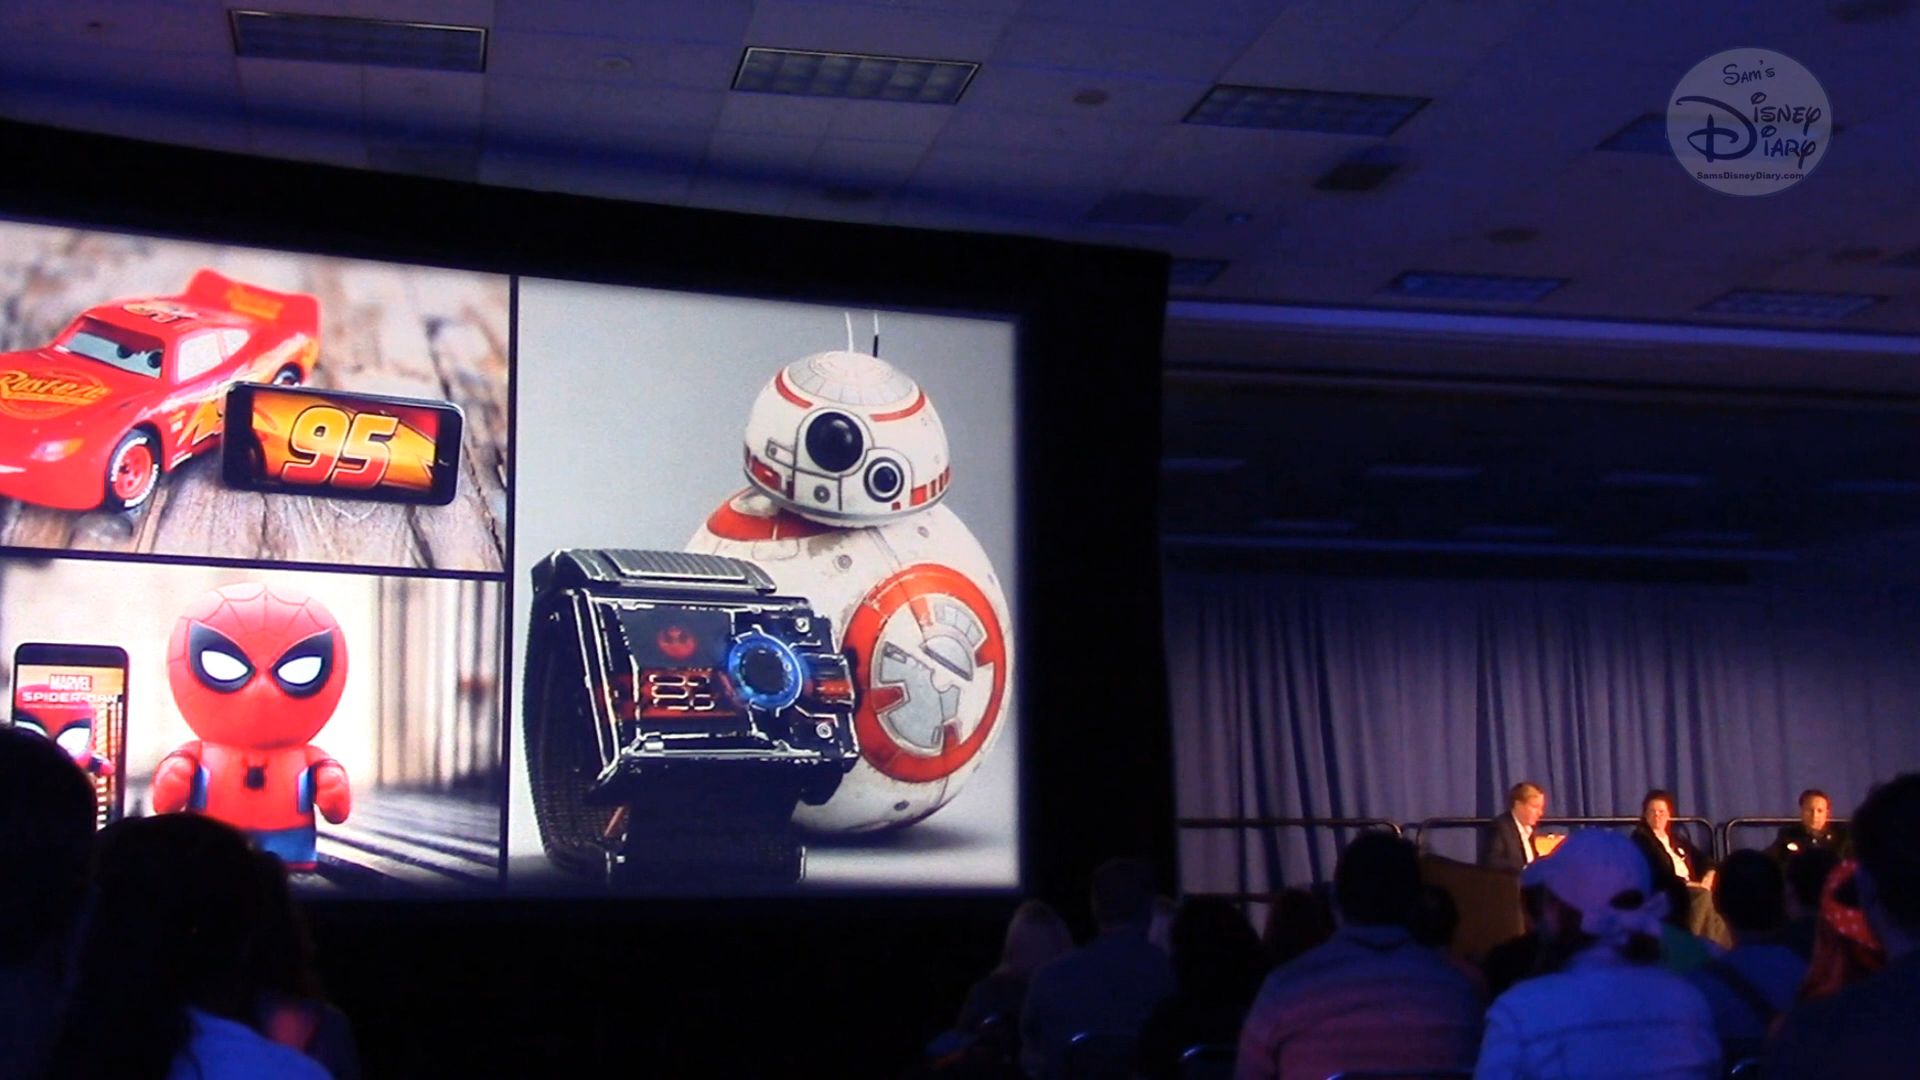 Sam's
Disney
Diary
SamsDisneyDiary.com
Rust-eze
95
MARVEL
SPIDER-MAN